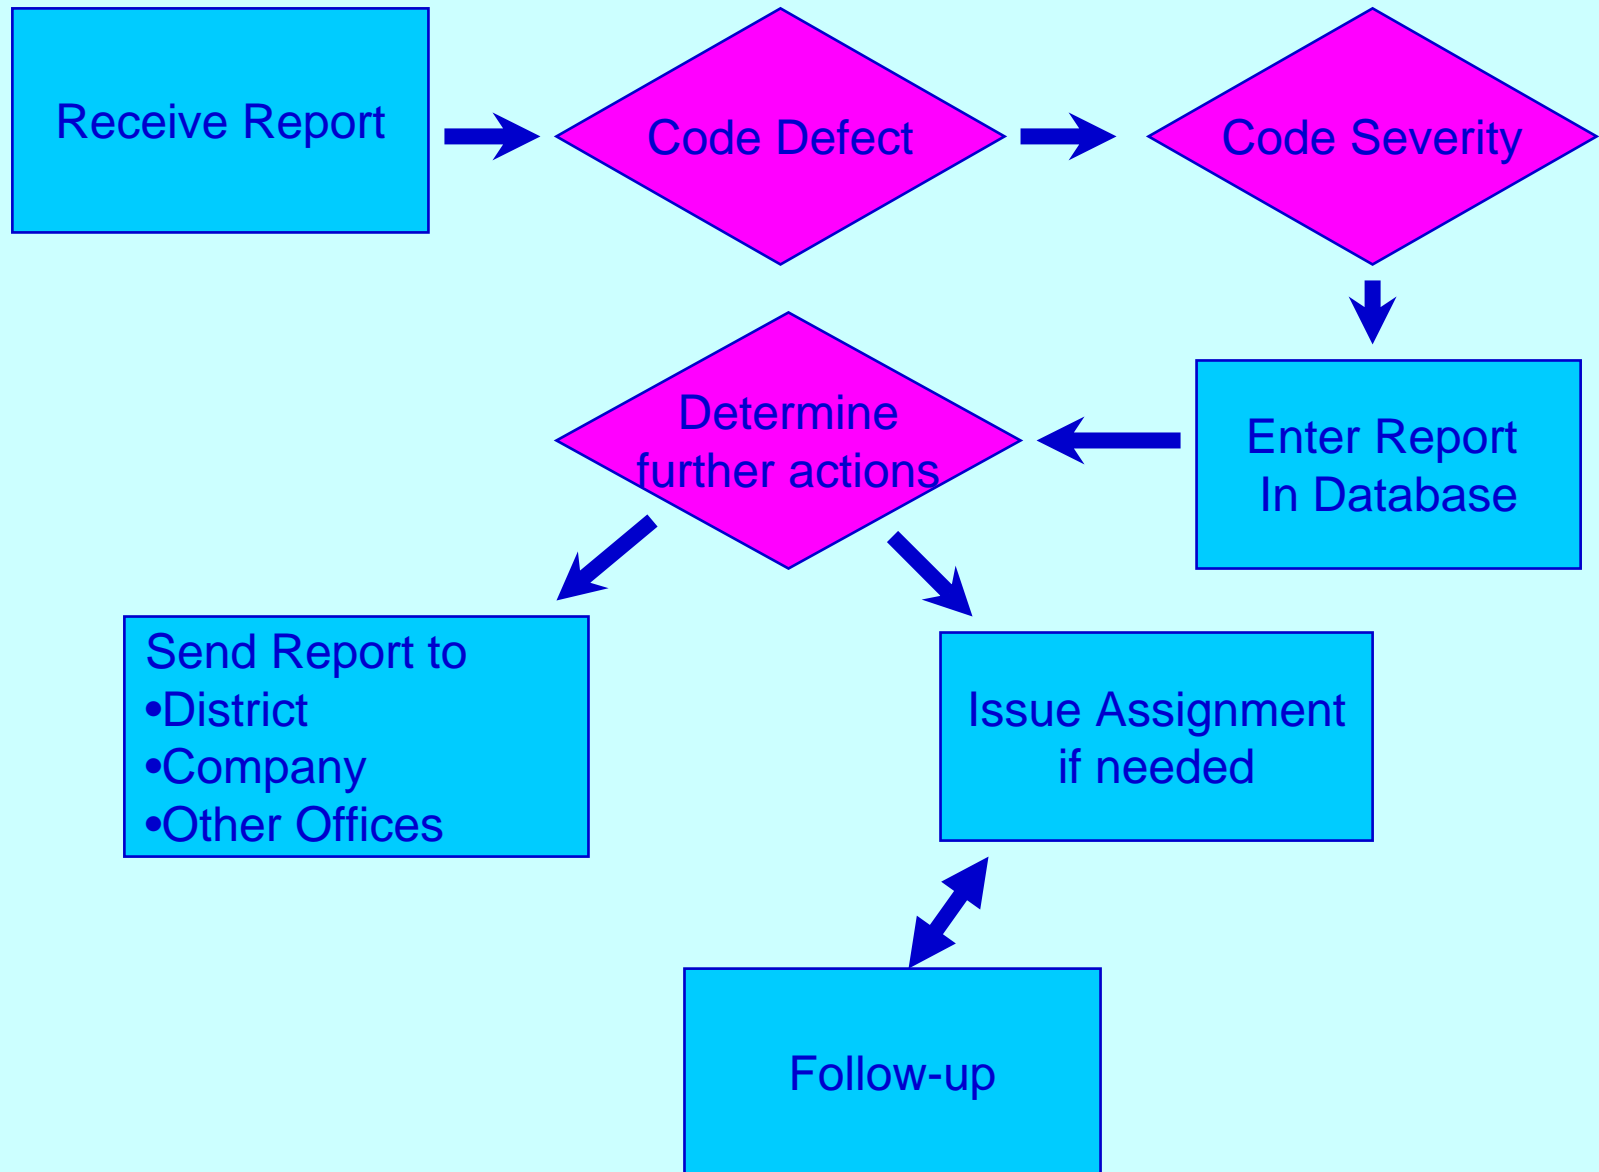 Receive Report
Code Defect
Code Severity
Enter Report
In Database
Determine
further actions
Send Report to
•District
•Company
•Other Offices
Issue Assignment
if needed
Follow-up